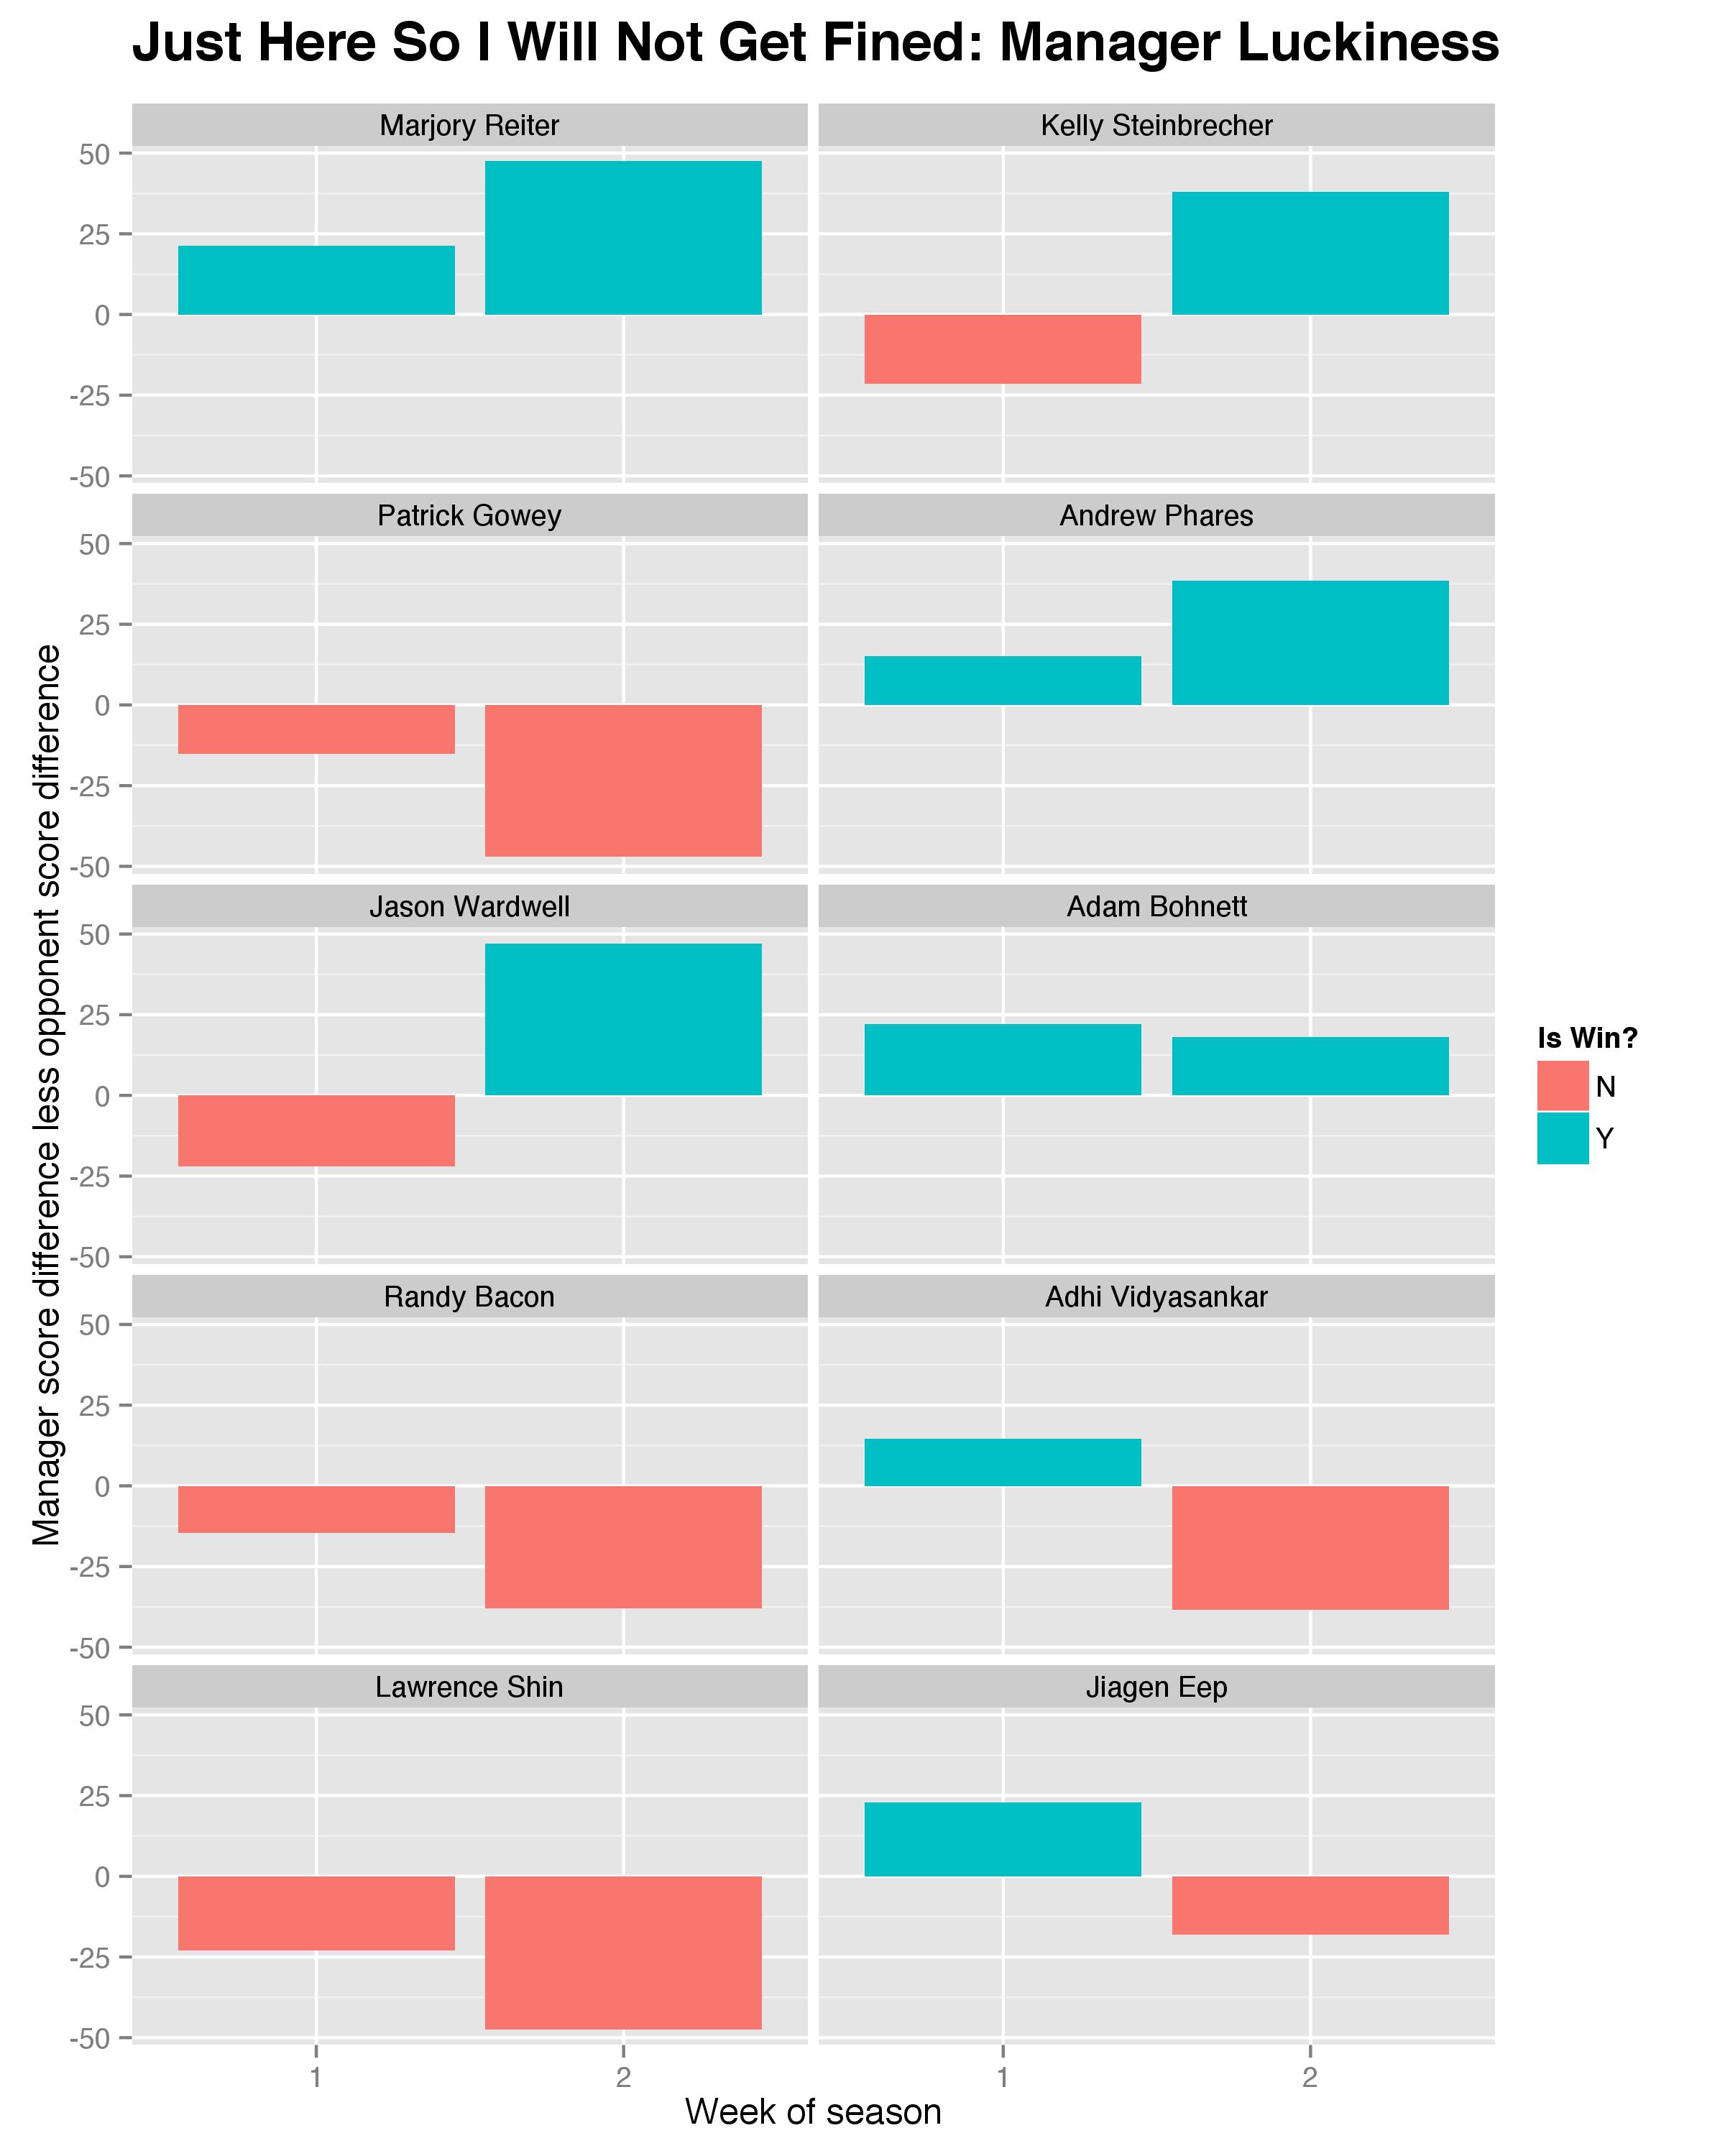 Just Here So I Will Not Get Fined: Manager Luckiness
Marjory Reiter
Kelly Steinbrecher
50
25
0
-25
-50
Patrick Gowey
Andrew Phares
50
25
0
-25
-50
Jason Wardwell
Adam Bohnett
50
25
0
-25
-50
Randy Bacon
Adhi Vidyasankar
50
25
0
-25
-50
Lawrence Shin
Jiagen Eep
50
25
0
-25
-50
1
2
1
2
Week of season
Manager score difference less opponent score difference
Is Win?
N
Y